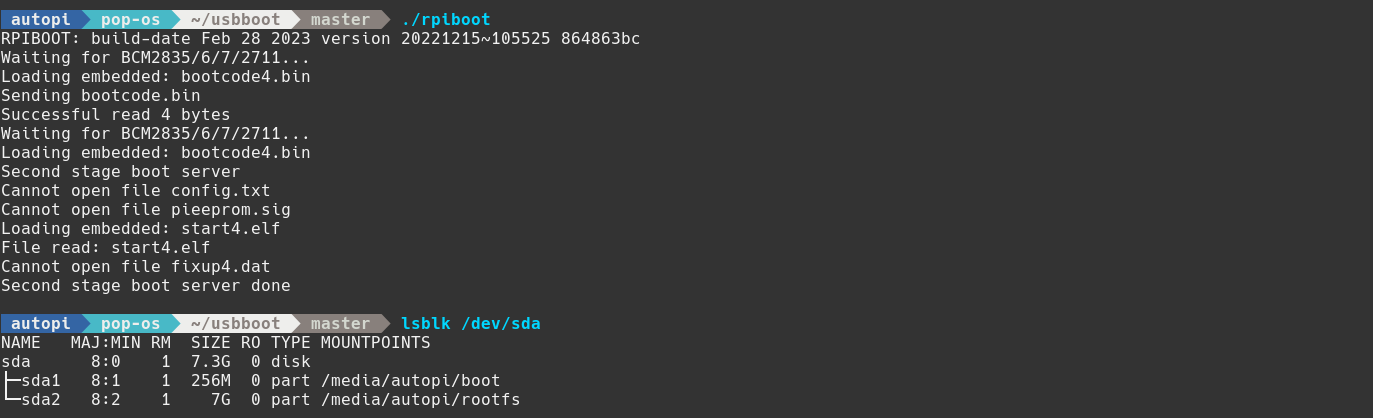 autopi pop-os ~/usbboot master ./rpiboot
RPIBOOT: build-date Feb 28 2023 version 20221215~105525 864863bc
Waiting for BCM2835/6/7/2711...
Loading embedded: bootcode4.bin
Sending bootcode.bin
Successful read 4 bytes
Waiting for BCM2835/6/7/2711...
Loading embedded: bootcode4.bin
Second stage boot server
Cannot open file config.txt
Cannot open file pieeprom.sig
Loading embedded: start4.elf
File read: start4.elf
Cannot open file fixup4.dat
Second stage boot server done
autopi pop-os ~/usbboot master lsblk /dev/sda
NAME   MAJ:MIN RM  SIZE RO TYPE MOUNTPOINTS
sda      8:0    1  7.3G  0 disk
├─sda1   8:1    1  256M  0 part /media/autopi/boot
└─sda2   8:2    1    7G  0 part /media/autopi/rootfs